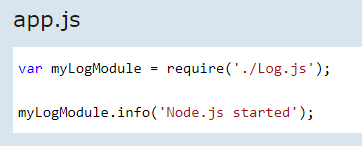 app.js
var myLogModule = require('./Log.js');
myLogModule.info('Node.js started');